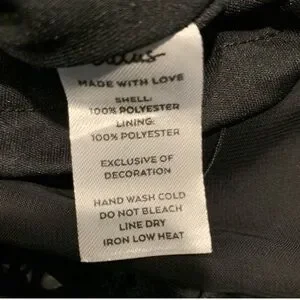 MADE WITH LOVE
SHELL:
100% POLYESTER
LINING:
100% POLYESTER
EXCLUSIVE OF
DECORATION
HAND WASH COLD
DO NOT BLEACH
LINE DRY
IRON LOW HEAT